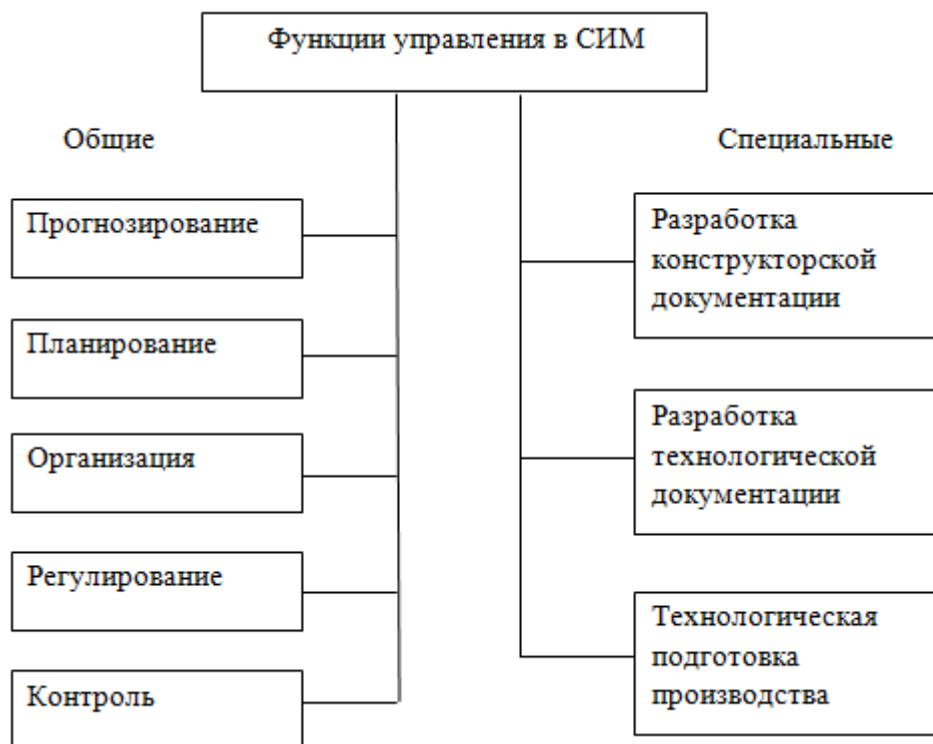 Функции управления в СИМ
Общие
Прогнозирование
Планирование
Организация
Регулирование
Контроль
Специальные
Разработка
конструкторской
документации
Разработка
технологической
документации
Технологическая
подготовка
производства